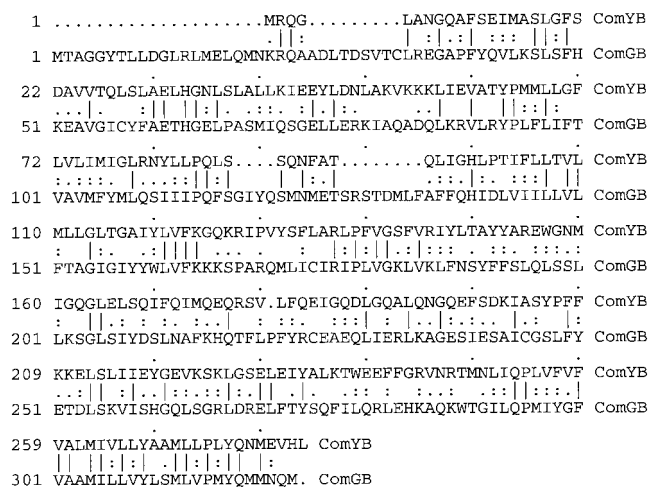 1 ....................MRQG.........LANGQAFSEIMASLGFS ComYB
1 MTAGGYTLLDGLRLMELQMNKRQAADLTDSVTCLREGAPFYQVLKSLSFH ComGB
22 DAVVTQLSLAELHGNLSLALLKIEEYLDNLAKVKKKLIEVATYPMMLLGF ComYB
51 KEAVGICYFAETHGELPASMIQSGELLERKIAQADQLKRVLRYPLFLIFT ComGB
72 LVLIMIGLRNYLLPQLS....SQNFAT........QLIGHLPTIFLLTVL ComYB
101 VAVMFYMLQSIIIPQFSGIYQSMNMETSRSTDMLFAFFQHIDLVIILLVL ComGB
110 MLLGLTGAIYLVFKGQKRIPVYSFLARLPFVGSFVRIYLTAYYAREWGNM ComYB
151 FTAGIGIYYWLVFKKKSPARQMLICIRIPLVGKLVKLFNSYFFSLQLSSL ComGB
160 IGQGLELSQIFQIMQEQRSV.LFQEIGQDLGQALQNGQEFSDKIASYPFF ComYB
201 LKSGLSIYDSLNAFKHQTFLPFYRCEAEQLIERLKAGESIESAICGSLFY ComGB
209 KKELSLIIEYGEVKSKLGSELEIYALKTWEEFFGRVNRTMNLIQPLVFVF ComYB
251 ETDLSKVISHGQLSGRLDRELFTYSQFILQRLEHKAQKWTGILQPMIYGF ComGB
259 VALMIVLLYAAMLLPLYQNMEVHL ComYB
301 VAAMILLVYLSMLVPMYQMMNQM. ComGB